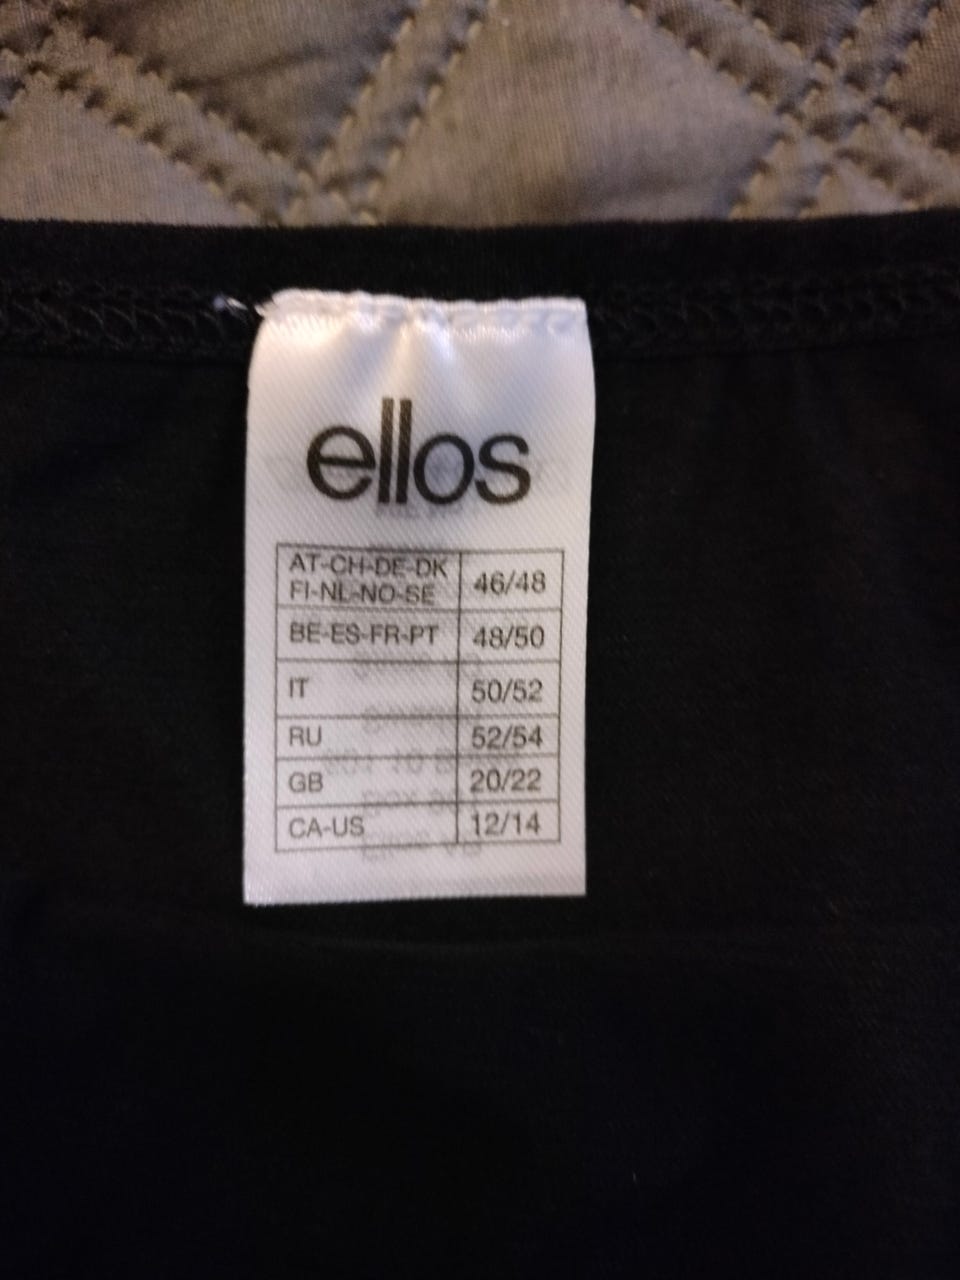 ellos
AT-CH-DE-DK
FI-NL-NO-SE 46/48
BE-ES-FR-PT 48/50
IT 50/52
RU 52/54
GB 20/22
CA-US 12/14